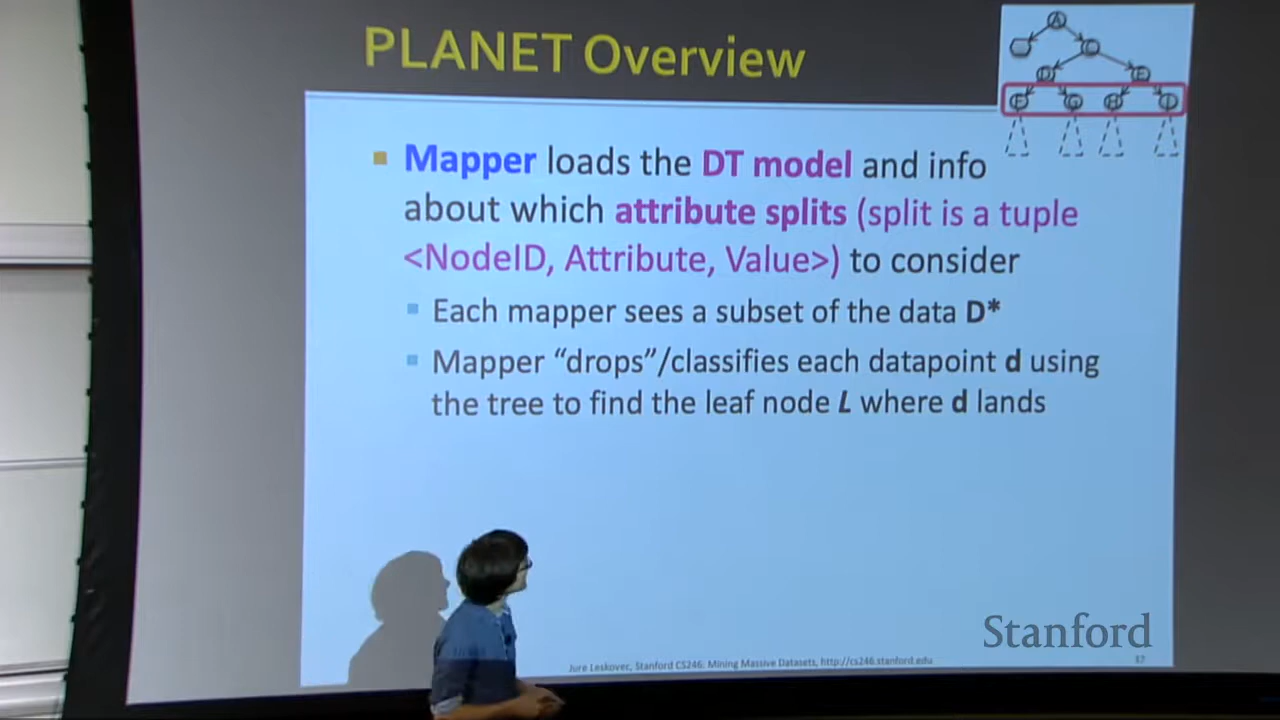 PLANET Overview
A
C
D
E
F
G
H
I
Mapper loads the DT model and info
about which attribute splits (split is a tuple
<NodeID, Attribute, Value>) to consider
Each mapper sees a subset of the data D*
Mapper “drops”/classifies each datapoint d using
the tree to find the leaf node L where d lands
Stanford
Jure Leskovec, Stanford CS246: Mining Massive Datasets, http://cs246.stanford.edu